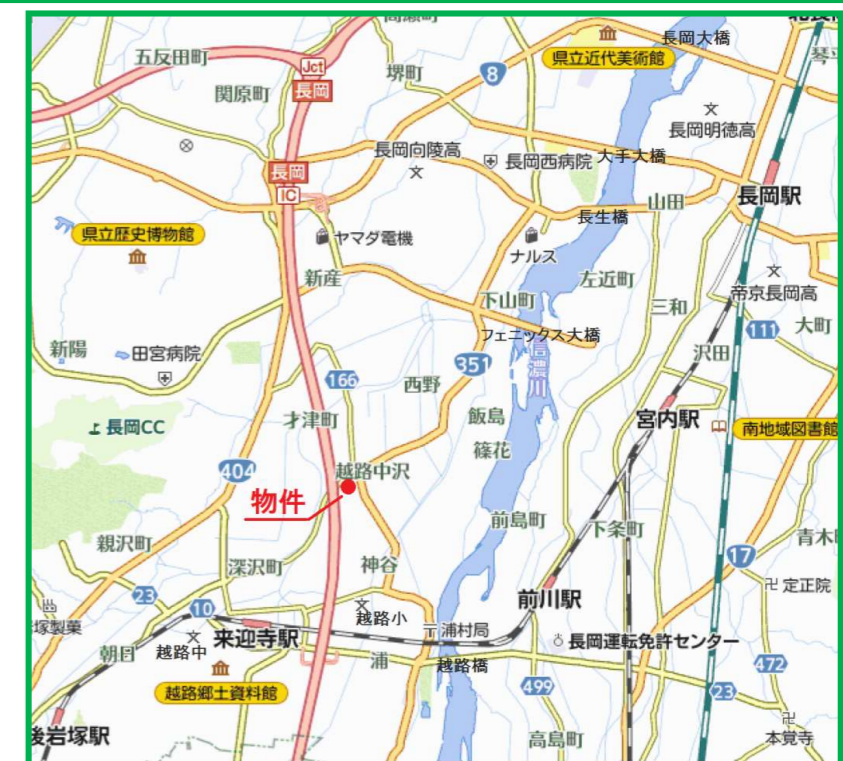 長岡大橋
五反田町
県立近代美術館
Jct
長岡
堺町
8
関原町
長岡明徳高
長岡向陵高
長岡西病院
大手大橋
長岡
IC
長岡駅
山田
長生橋
県立歴史博物館
ヤマダ電機
ナルス
新産
左近町
帝京長岡高
下山町
三和
大町
フェニックス大橋
111
新陽
田宮病院
沢田
信濃川
351
166
西野
飯島
宮内駅
長岡CC
才津町
南地域図書館
篠花
404
越路中沢
物件
前島町
下条町
親沢町
17
深沢町
神谷
定正院
23
10
前川駅
越路小
塚製菓
来迎寺駅
浦村局
長岡運転免許センター
朝日
越路中
浦
越路橋
472
越路郷土資料館
499
23
後岩塚駅
高島町
本覚寺